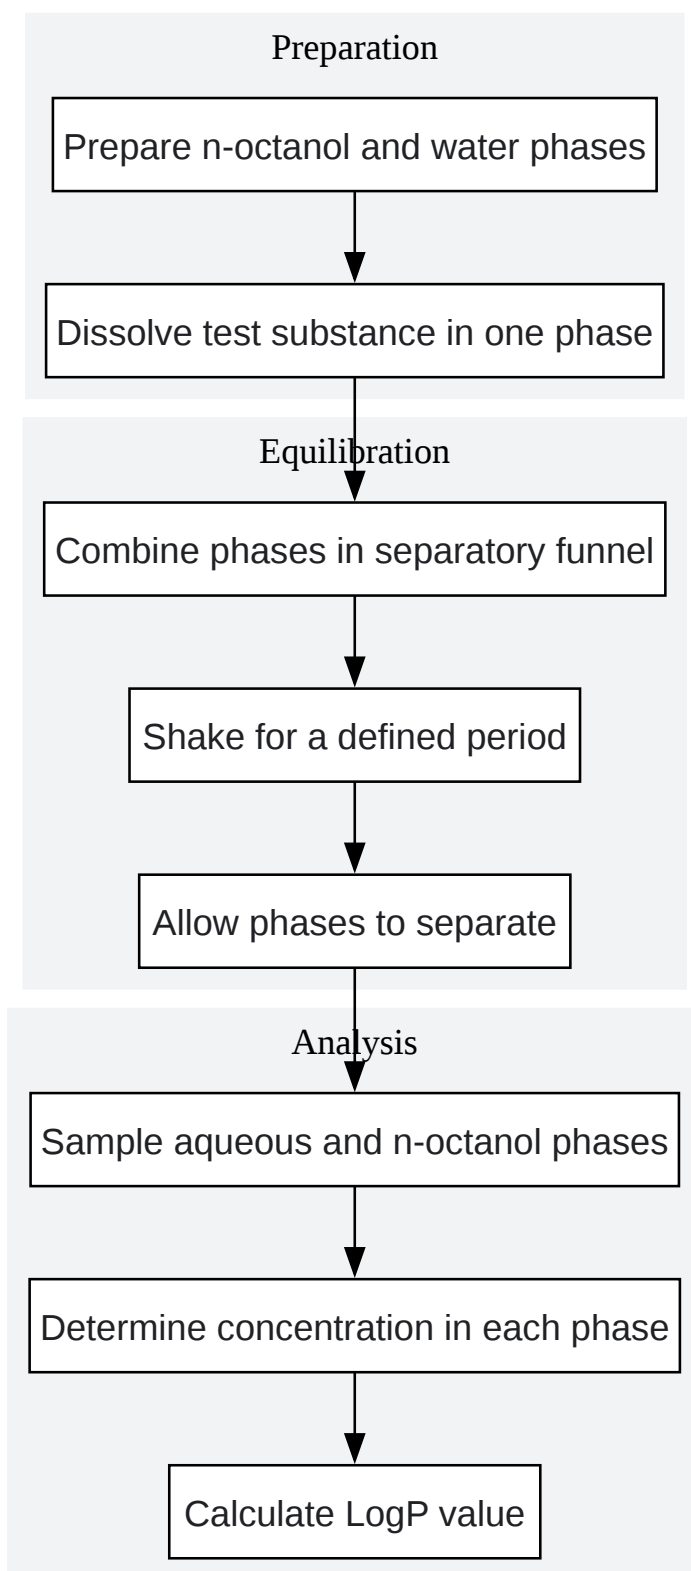 Preparation
Prepare n-octanol and water phases
Dissolve test substance in one phase
Equilibration
Combine phases in separatory funnel
Shake for a defined period
Allow phases to separate
Analysis
Sample aqueous and n-octanol phases
Determine concentration in each phase
Calculate LogP value